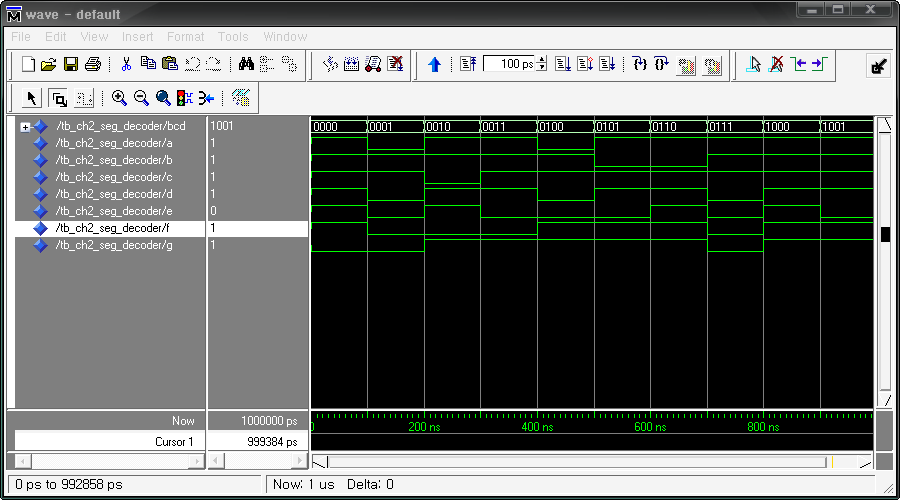 wave - default
File Edit View Insert Format Tools Window
100 ps
/tb_ch2_seg_decoder/bcd 1001 0000 0001 0010 0011 0100 0101 0110 0111 1000 1001
/tb_ch2_seg_decoder/a 1
/tb_ch2_seg_decoder/b 1
/tb_ch2_seg_decoder/c 1
/tb_ch2_seg_decoder/d 1
/tb_ch2_seg_decoder/e 0
/tb_ch2_seg_decoder/f 1
/tb_ch2_seg_decoder/g 1
Now 1000000 ps 0 200 ns 400 ns 600 ns 800 ns
Cursor 1 999384 ps
0 ps to 992858 ps Now: 1 us Delta: 0